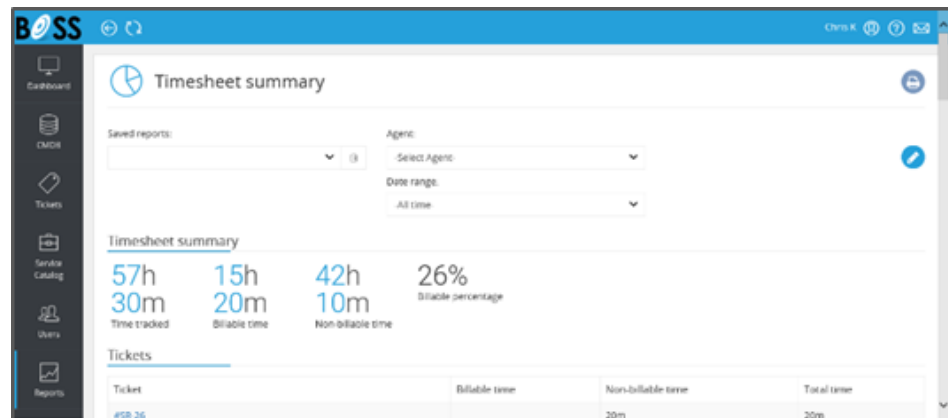 BOSS
Chris K
Dashboard
CMDB
Tickets
Service
Catalog
Users
Reports
Timesheet summary
Saved reports:
Agent:
-Select Agent-
Date range.
-All time-
Timesheet summary
57h 15h 42h 26%
30m 20m 10m Billable percentage
Time tracked Billable time Non-billable time
Tickets
Ticket Billable time Non-billable time Total time
#SB-26 20m 20m